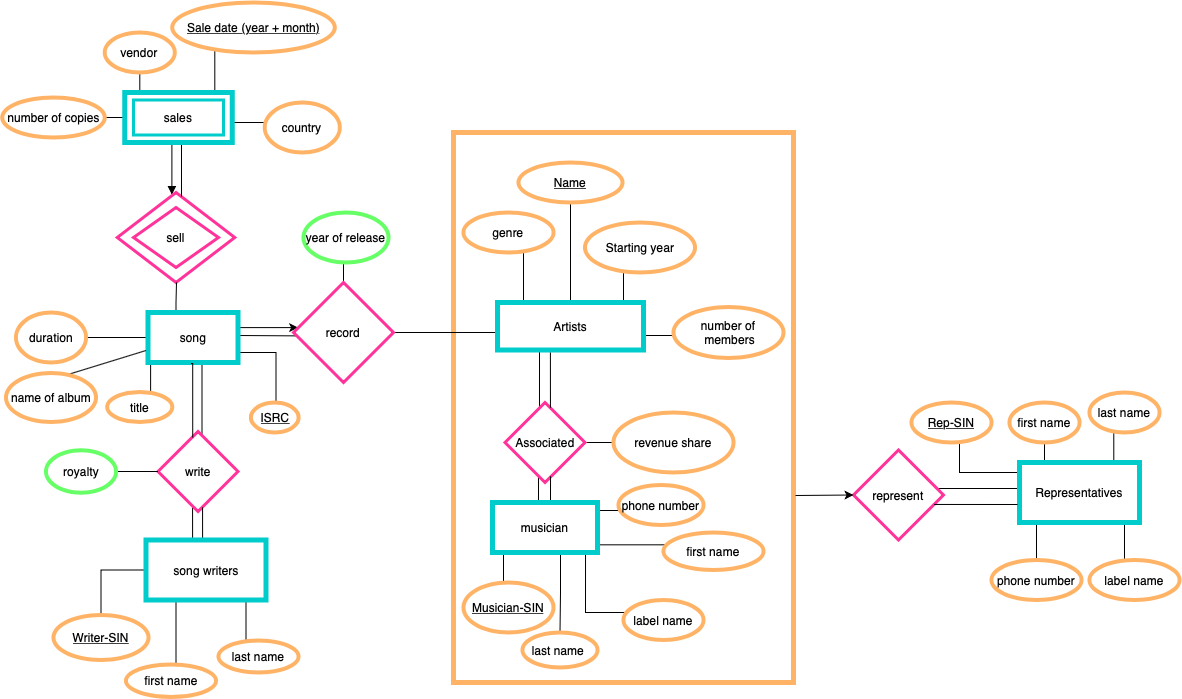 Sale date (year + month)
vendor
number of copies
sales
country
sell
year of release
duration
song
record
name of album
title
ISRC
royalty
write
song writers
Writer-SIN
first name
last name
Name
genre
Starting year
Artists
number of
members
Associated
revenue share
phone number
musician
first name
Musician-SIN
label name
last name
represent
Rep-SIN
first name
last name
Representatives
phone number
label name